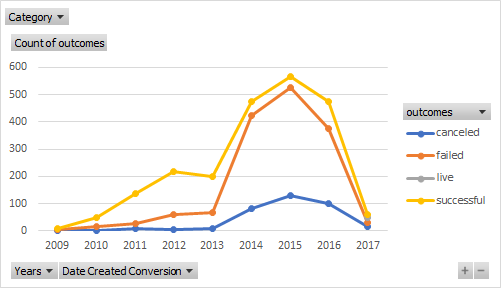 Category
Count of outcomes
600
500
400
300
200
100
0
2009 2010 2011 2012 2013 2014 2015 2016 2017
outcomes
canceled
failed
live
successful
Years Date Created Conversion + −